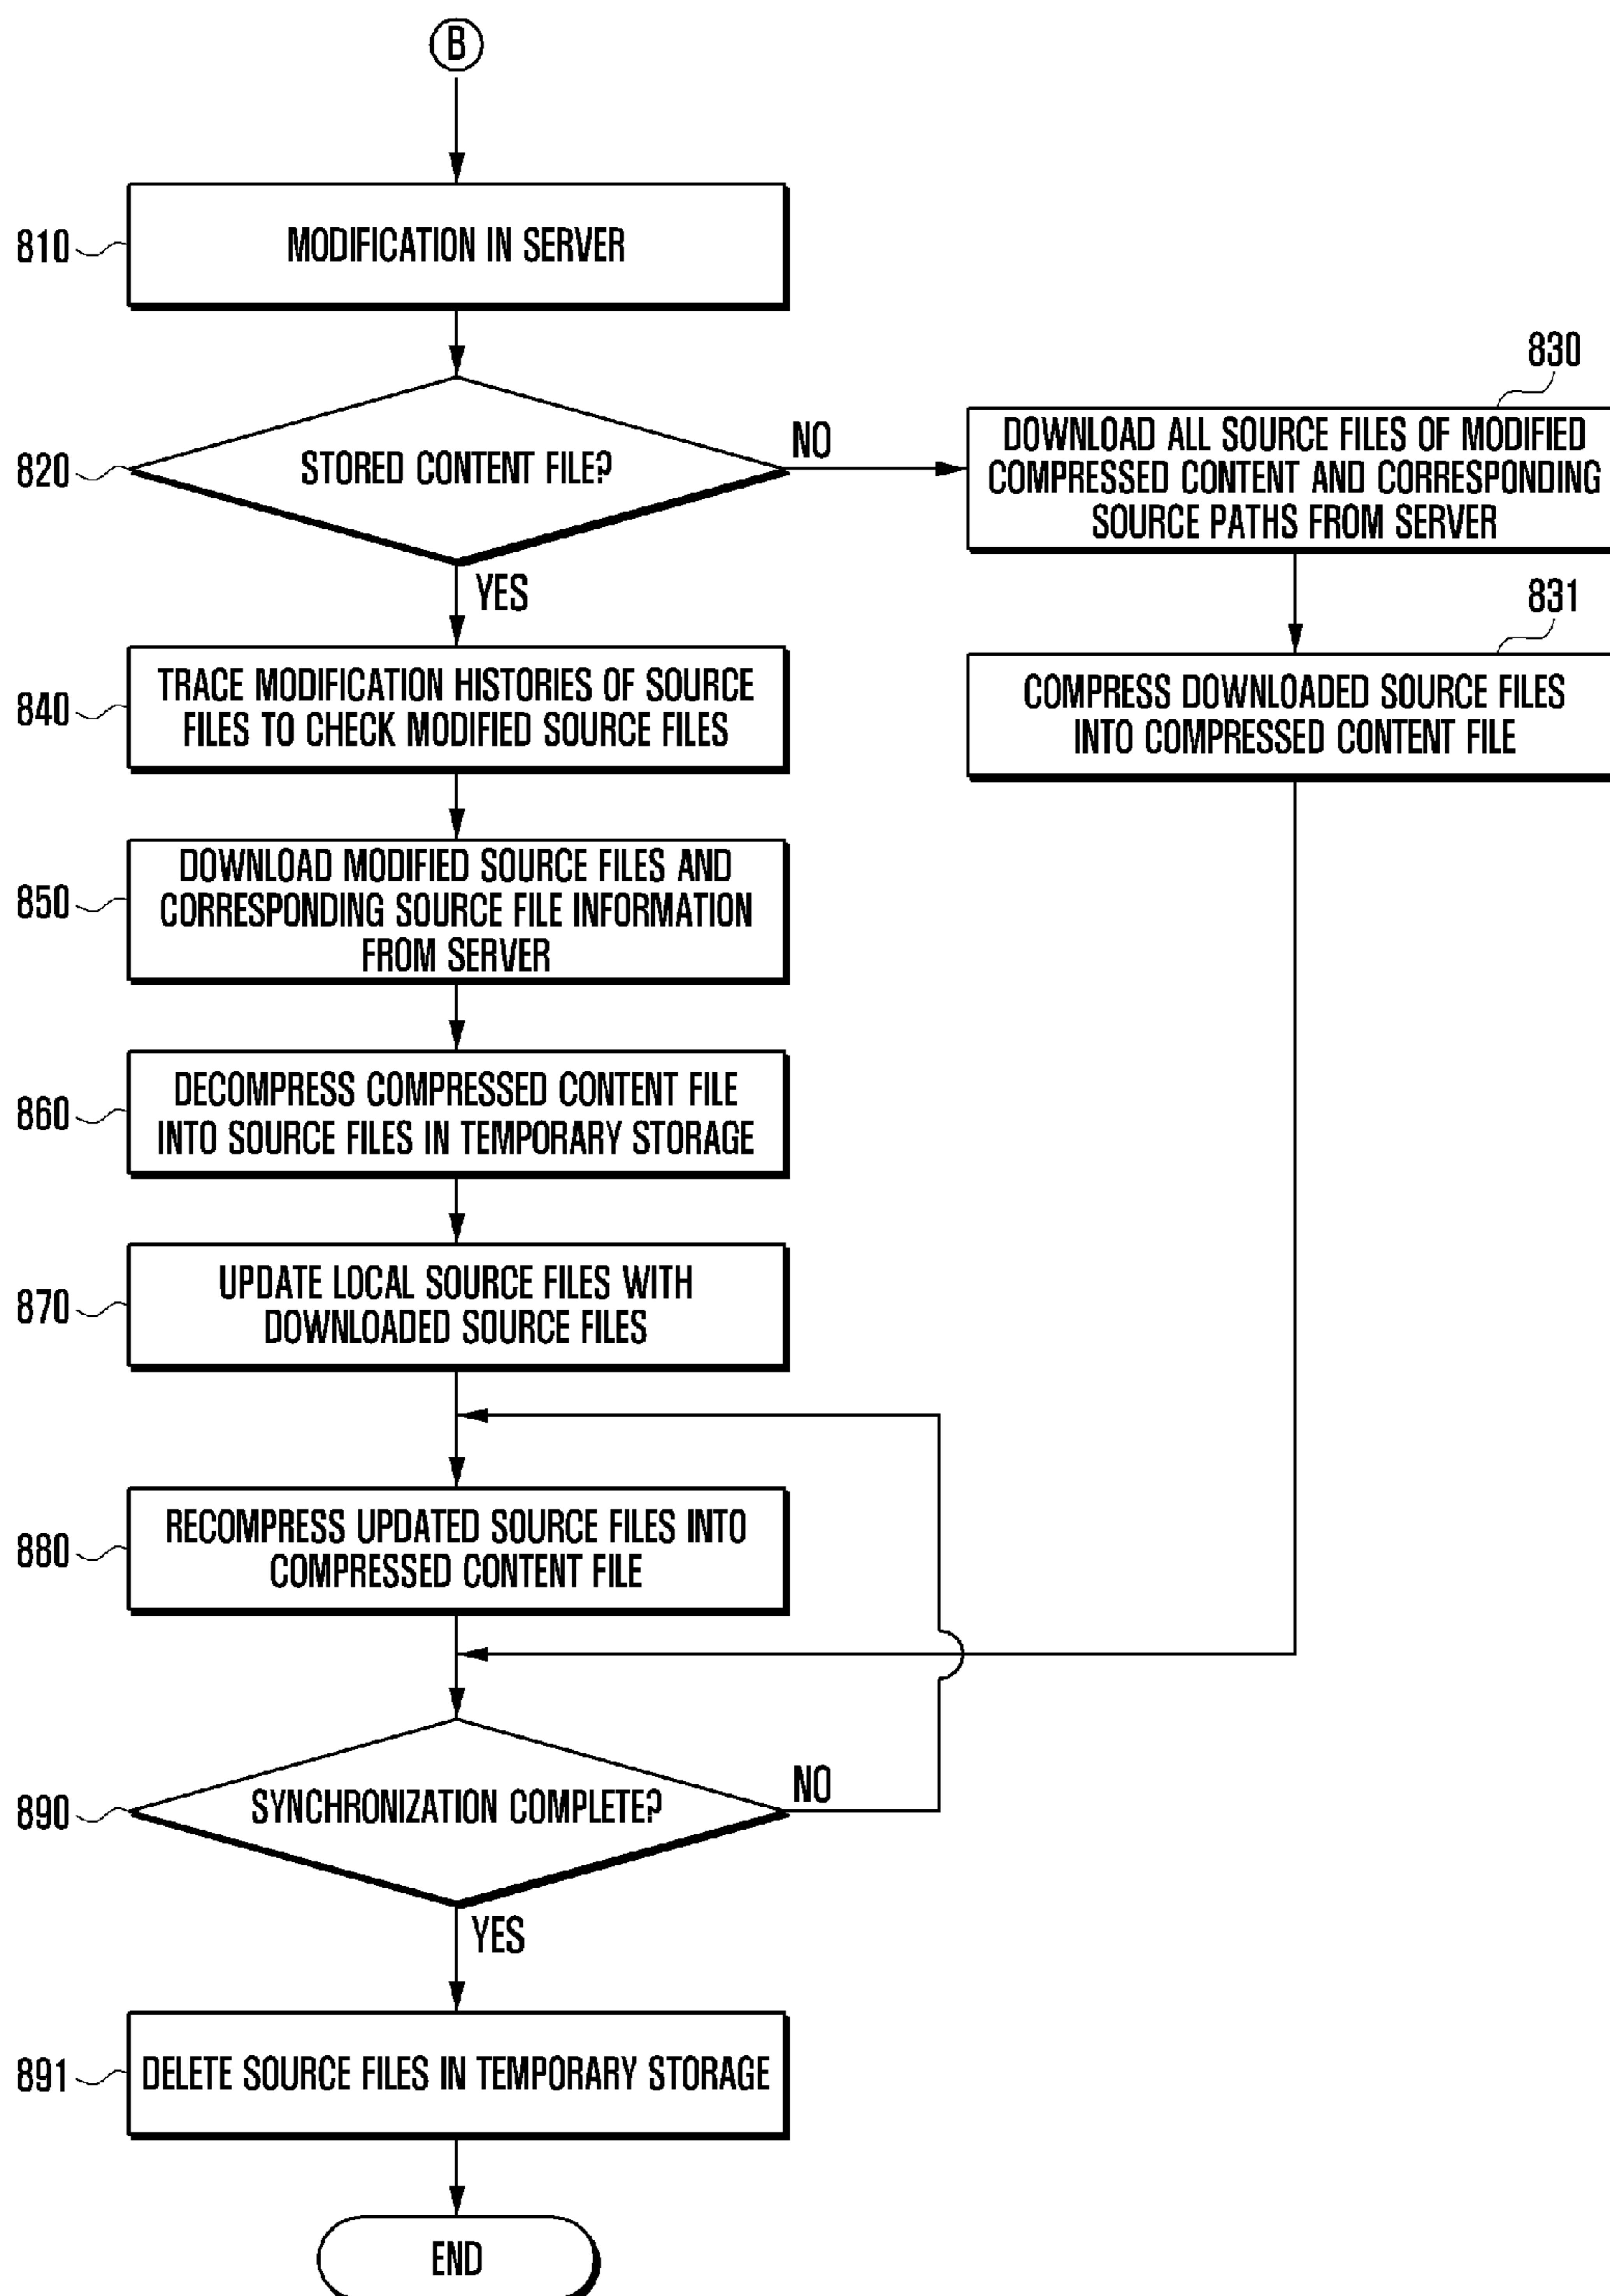 B
810
MODIFICATION IN SERVER
820
STORED CONTENT FILE?
NO
YES
830
DOWNLOAD ALL SOURCE FILES OF MODIFIED
COMPRESSED CONTENT AND CORRESPONDING
SOURCE PATHS FROM SERVER
831
COMPRESS DOWNLOADED SOURCE FILES
INTO COMPRESSED CONTENT FILE
840
TRACE MODIFICATION HISTORIES OF SOURCE
FILES TO CHECK MODIFIED SOURCE FILES
850
DOWNLOAD MODIFIED SOURCE FILES AND
CORRESPONDING SOURCE FILE INFORMATION
FROM SERVER
860
DECOMPRESS COMPRESSED CONTENT FILE
INTO SOURCE FILES IN TEMPORARY STORAGE
870
UPDATE LOCAL SOURCE FILES WITH
DOWNLOADED SOURCE FILES
880
RECOMPRESS UPDATED SOURCE FILES INTO
COMPRESSED CONTENT FILE
890
SYNCHRONIZATION COMPLETE?
NO
YES
891
DELETE SOURCE FILES IN TEMPORARY STORAGE
END